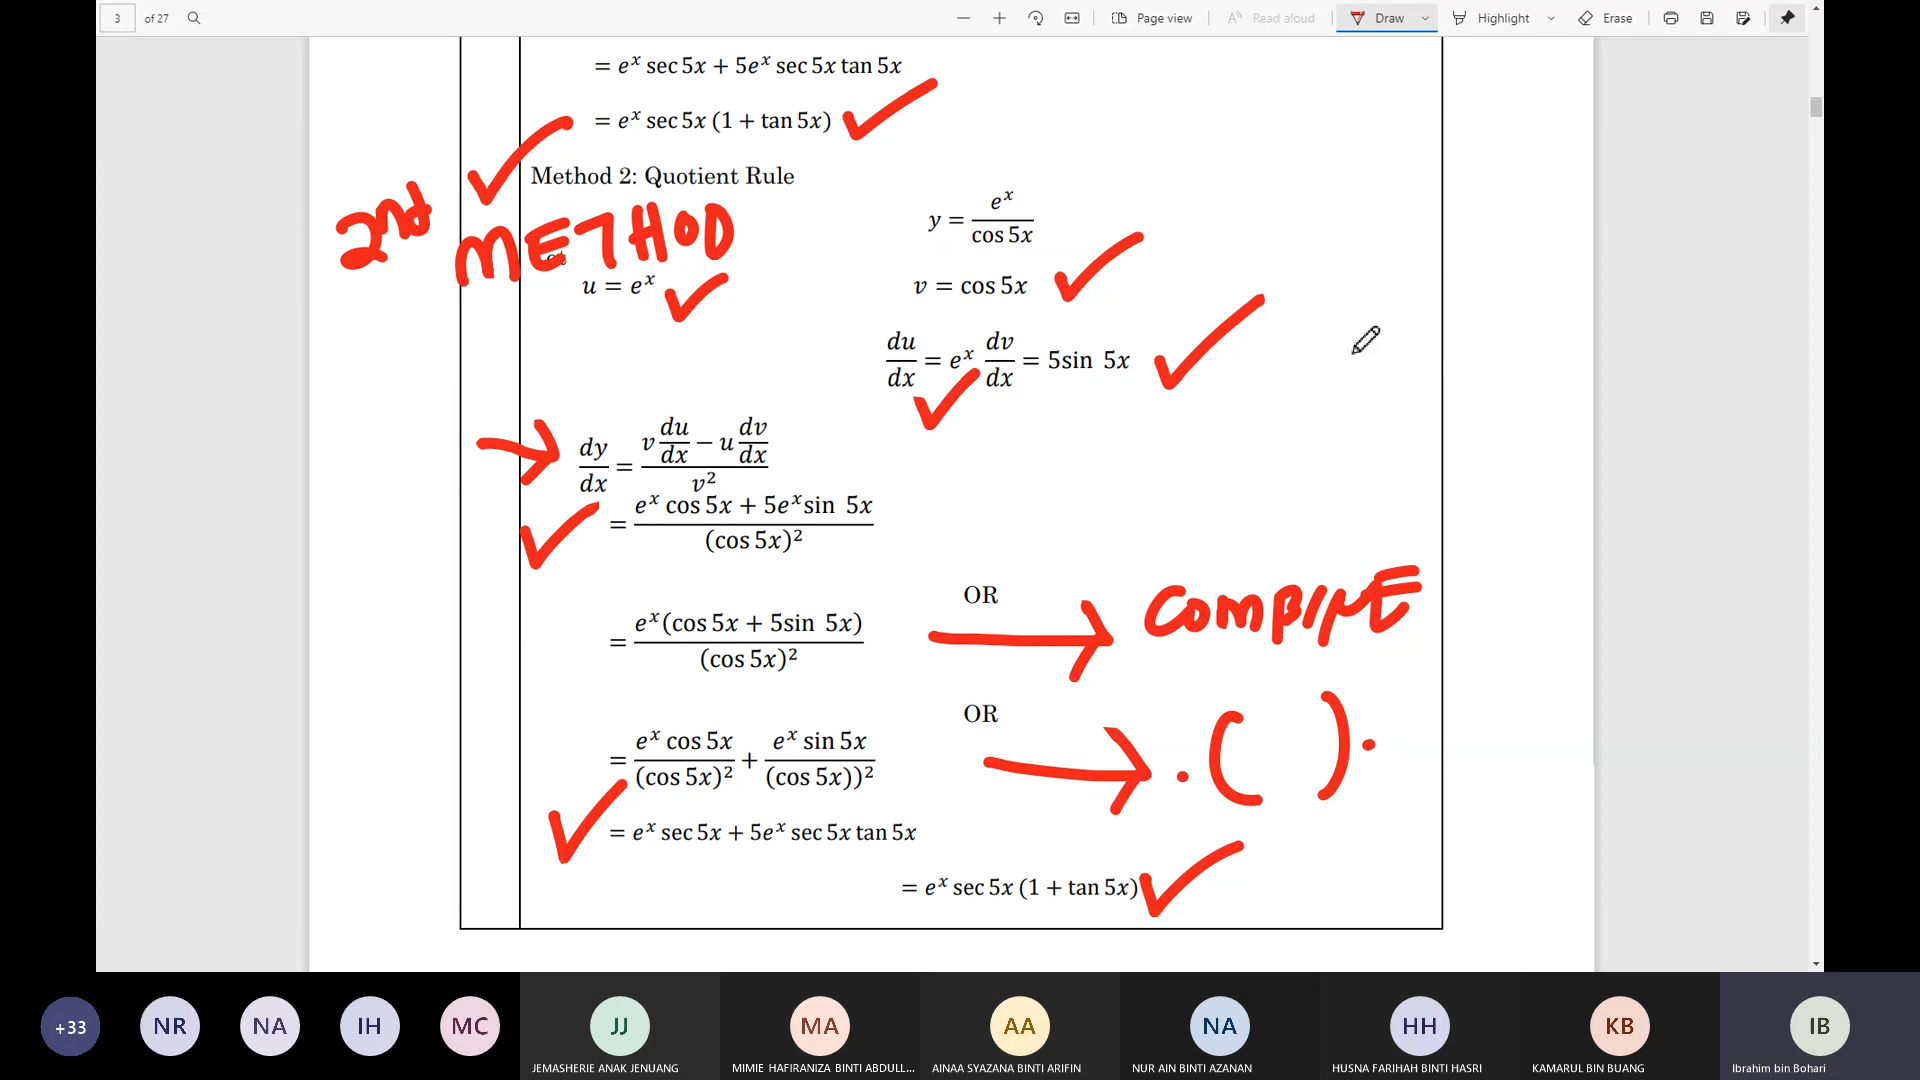 3 of 27 Page view Read aloud Draw Highlight Erase
= e^x sec 5x + 5e^x sec 5x tan 5x
= e^x sec 5x (1 + tan 5x)
Method 2: Quotient Rule
2nd METHOD
y = e^x / cos 5x
u = e^x v = cos 5x
du/dx = e^x dv/dx = 5sin 5x
dy/dx = (v du/dx − u dv/dx) / v^2
= (e^x cos 5x + 5e^x sin 5x) / (cos 5x)^2
OR
= e^x(cos 5x + 5sin 5x) / (cos 5x)^2
COMBINE
OR
= e^x cos 5x / (cos 5x)^2 + e^x sin 5x / (cos 5x))^2
. ( ) .
= e^x sec 5x + 5e^x sec 5x tan 5x
= e^x sec 5x (1 + tan 5x)
+33 NR NA IH MC JJ MA AA NA HH KB IB
JEMASHERIE ANAK JENUANG MIMIE HAFIRANIZA BINTI ABDULL... AINAA SYAZANA BINTI ARIFIN NUR AIN BINTI AZANAN HUSNA FARIHAH BINTI HASRI KAMARUL BIN BUANG Ibrahim bin Bohari